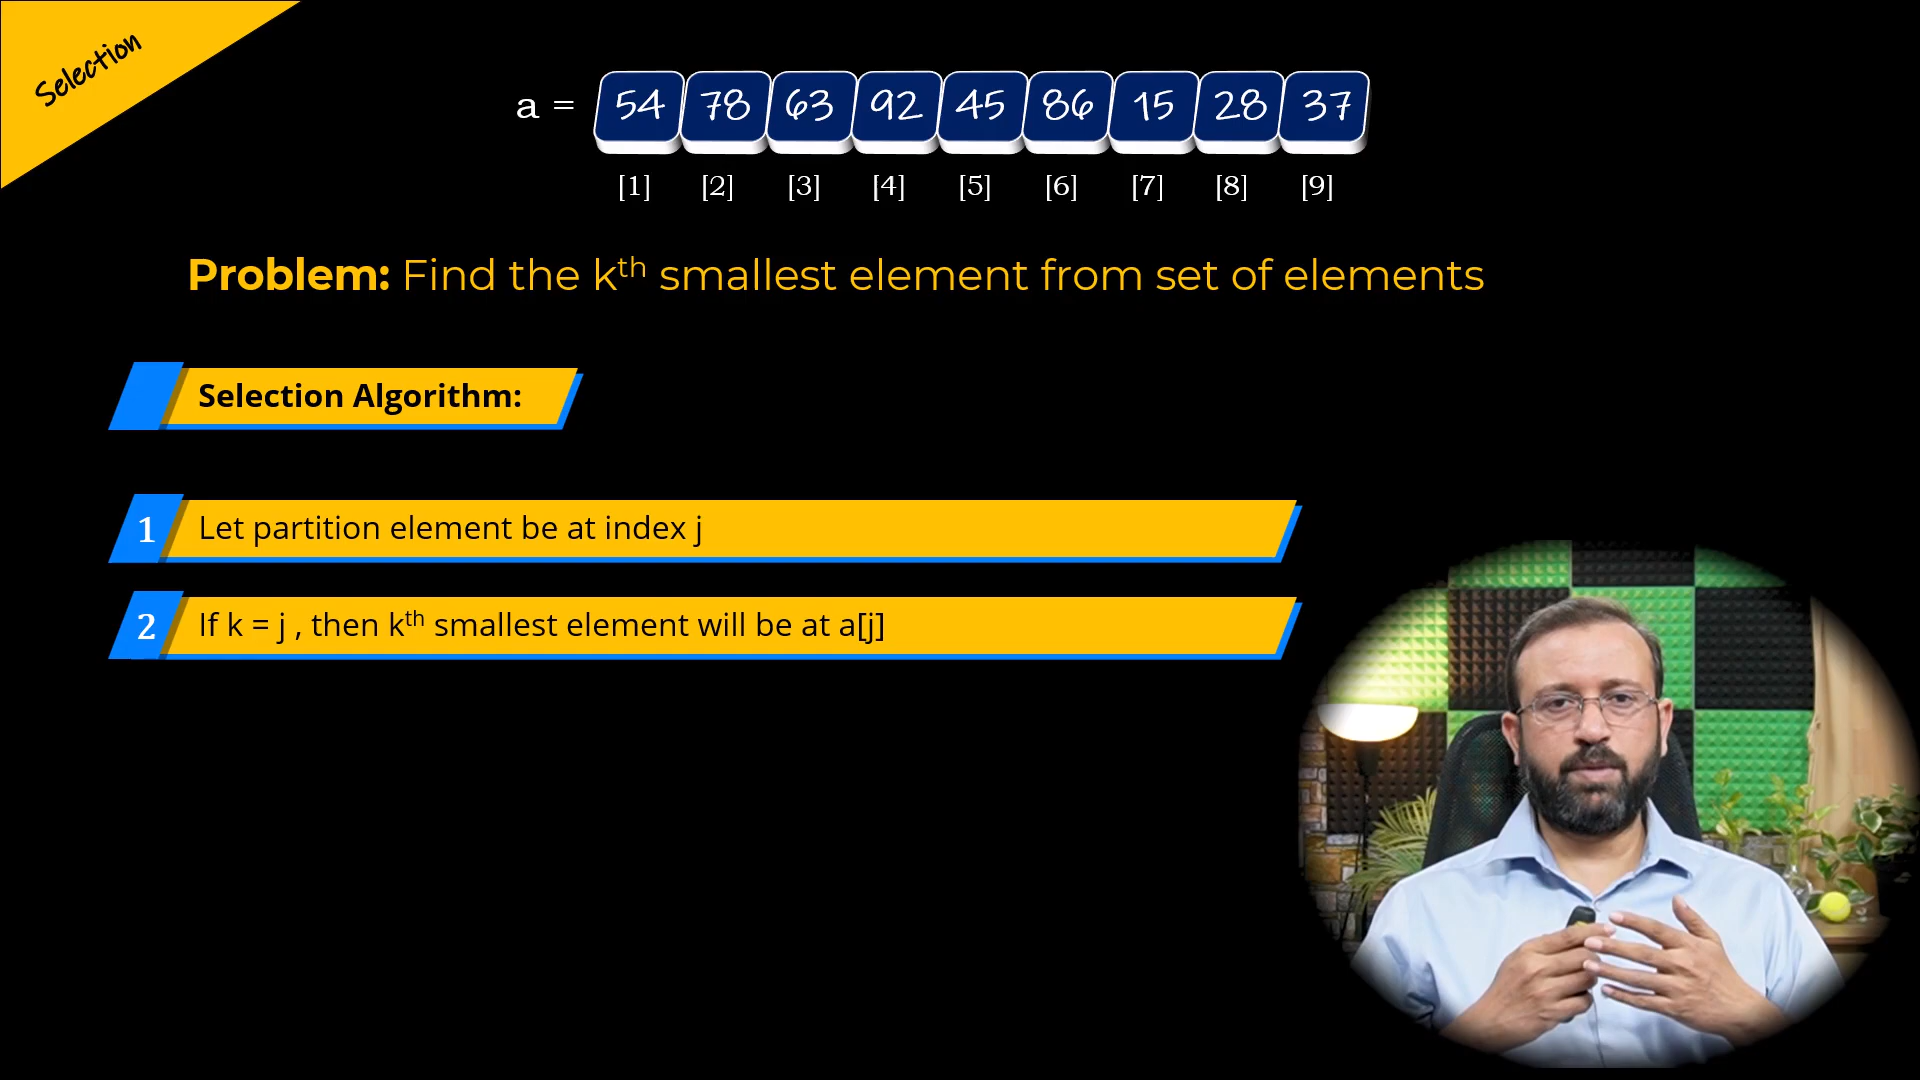 Selection
a = 54 78 63 92 45 86 15 28 37
[1] [2] [3] [4] [5] [6] [7] [8] [9]
Problem: Find the kth smallest element from set of elements
Selection Algorithm:
1 Let partition element be at index j
2 If k = j , then kth smallest element will be at a[j]